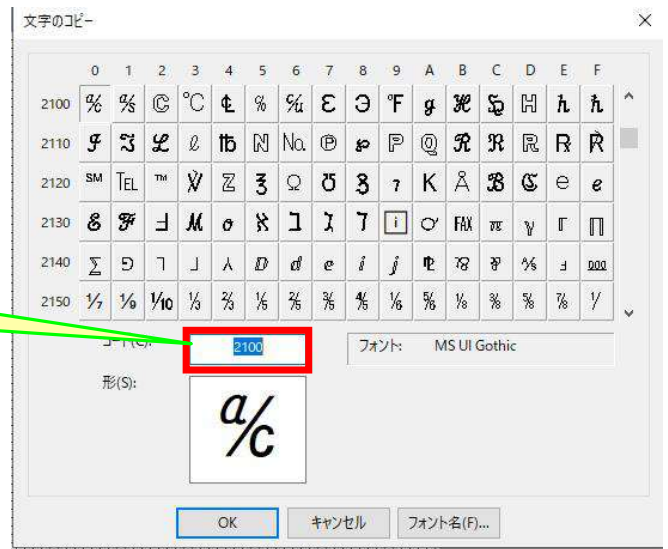 文字のコピー
0 1 2 3 4 5 6 7 8 9 A B C D E F
2100 ℀ ℁ ℂ ℃ ℄ ℅ ℆ ℇ ℈ ℉ ℊ ℋ ℌ ℍ ℎ ℏ
2110 ℐ ℑ ℒ ℓ ℔ ℕ № ℗ ℘ ℙ ℚ ℛ ℜ ℝ ℞ ℟
2120 ℠ ℡ ™ ℣ ℤ ℥ Ω ℧ ℨ ℩ K Å ℬ ℭ ℮ ℯ
2130 ℰ ℱ Ⅎ ℳ ℴ ℵ ℶ ℷ ℸ ℹ ℺ ℻ ℼ ℽ ℾ ℿ
2140 ⅀ ⅁ ⅂ ⅃ ⅄ ⅅ ⅆ ⅇ ⅈ ⅉ ⅊ ⅋ ⅌ ⅍ ⅎ ⅏
2150 ⅐ ⅑ ⅒ ⅓ ⅔ ⅕ ⅖ ⅗ ⅘ ⅙ ⅚ ⅛ ⅜ ⅝ ⅞ ⅟
2100 フォント: MS UI Gothic
形(S):
℀
OK キャンセル フォント名(F)...